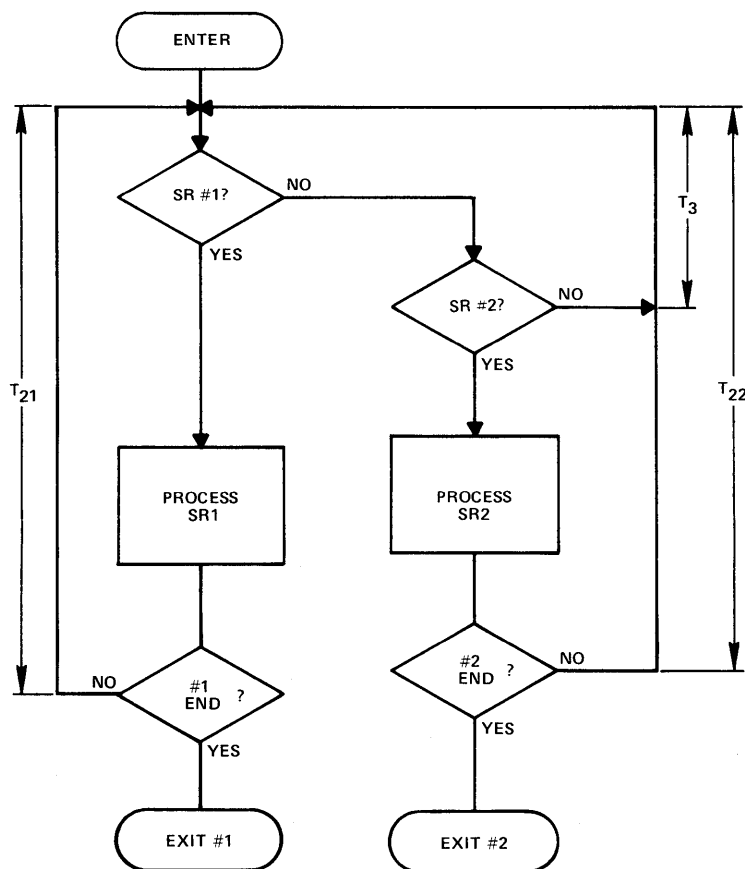 ENTER
SR #1?
NO
YES
T3
SR #2?
NO
YES
T21
T22
PROCESS
SR1
PROCESS
SR2
NO
#1
END ?
YES
#2
END ?
NO
YES
EXIT #1
EXIT #2